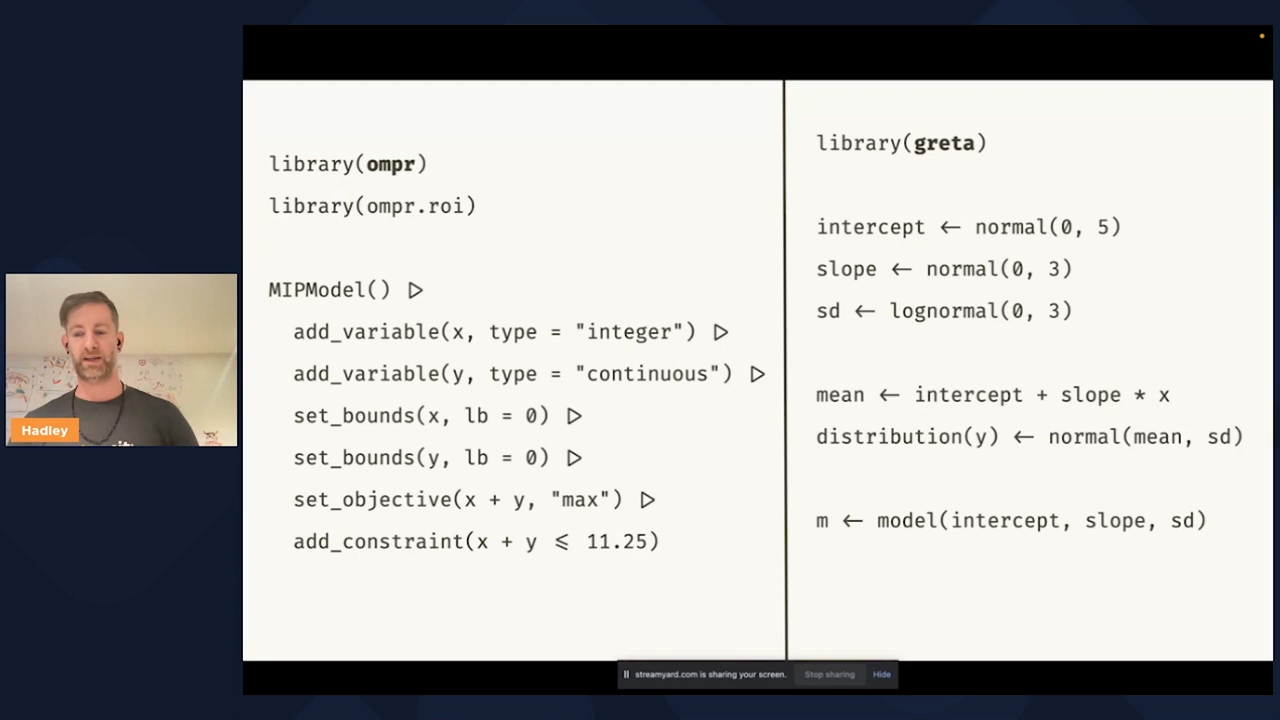 library(ompr)
library(ompr.roi)
MIPModel() ▷
add_variable(x, type = "integer") ▷
add_variable(y, type = "continuous") ▷
set_bounds(x, lb = 0) ▷
set_bounds(y, lb = 0) ▷
set_objective(x + y, "max") ▷
add_constraint(x + y ⩽ 11.25)
library(greta)
intercept ← normal(0, 5)
slope ← normal(0, 3)
sd ← lognormal(0, 3)
mean ← intercept + slope * x
distribution(y) ← normal(mean, sd)
m ← model(intercept, slope, sd)
Hadley
streamyard.com is sharing your screen. Stop sharing Hide